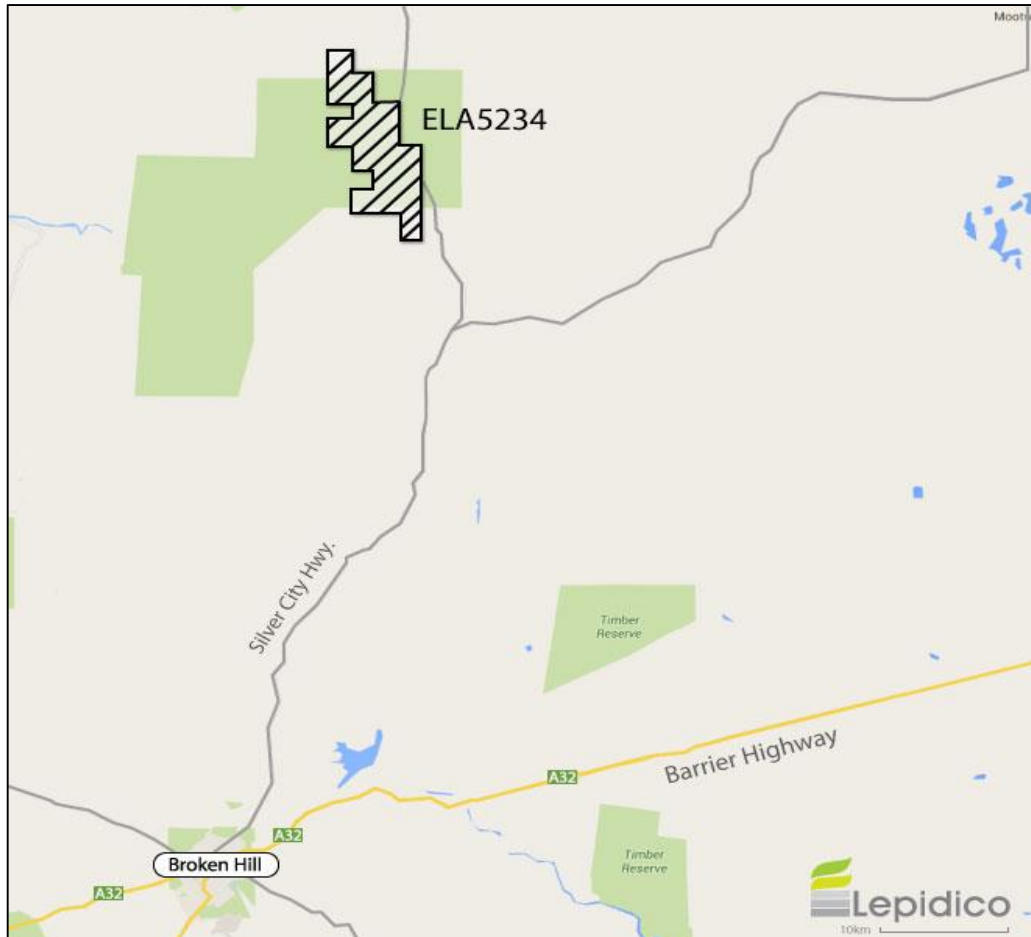 Mootw
ELA5234
Silver City Hwy.
Timber
Reserve
Barrier Highway
A32
A32
Broken Hill
A32
Timber
Reserve
Lepidico
10km